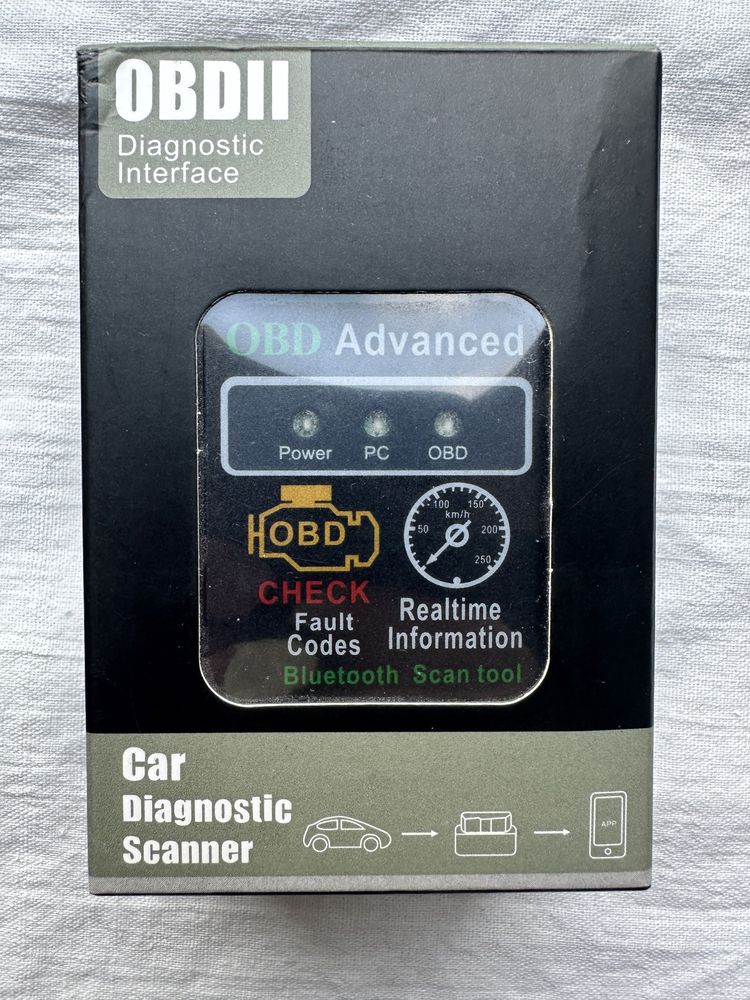 OBDII
Diagnostic
Interface
OBD Advanced
Power PC OBD
50 100 150 200 250
km/h
OBD
CHECK
Fault
Codes
Realtime
Information
Bluetooth Scan tool
Car
Diagnostic
Scanner
APP